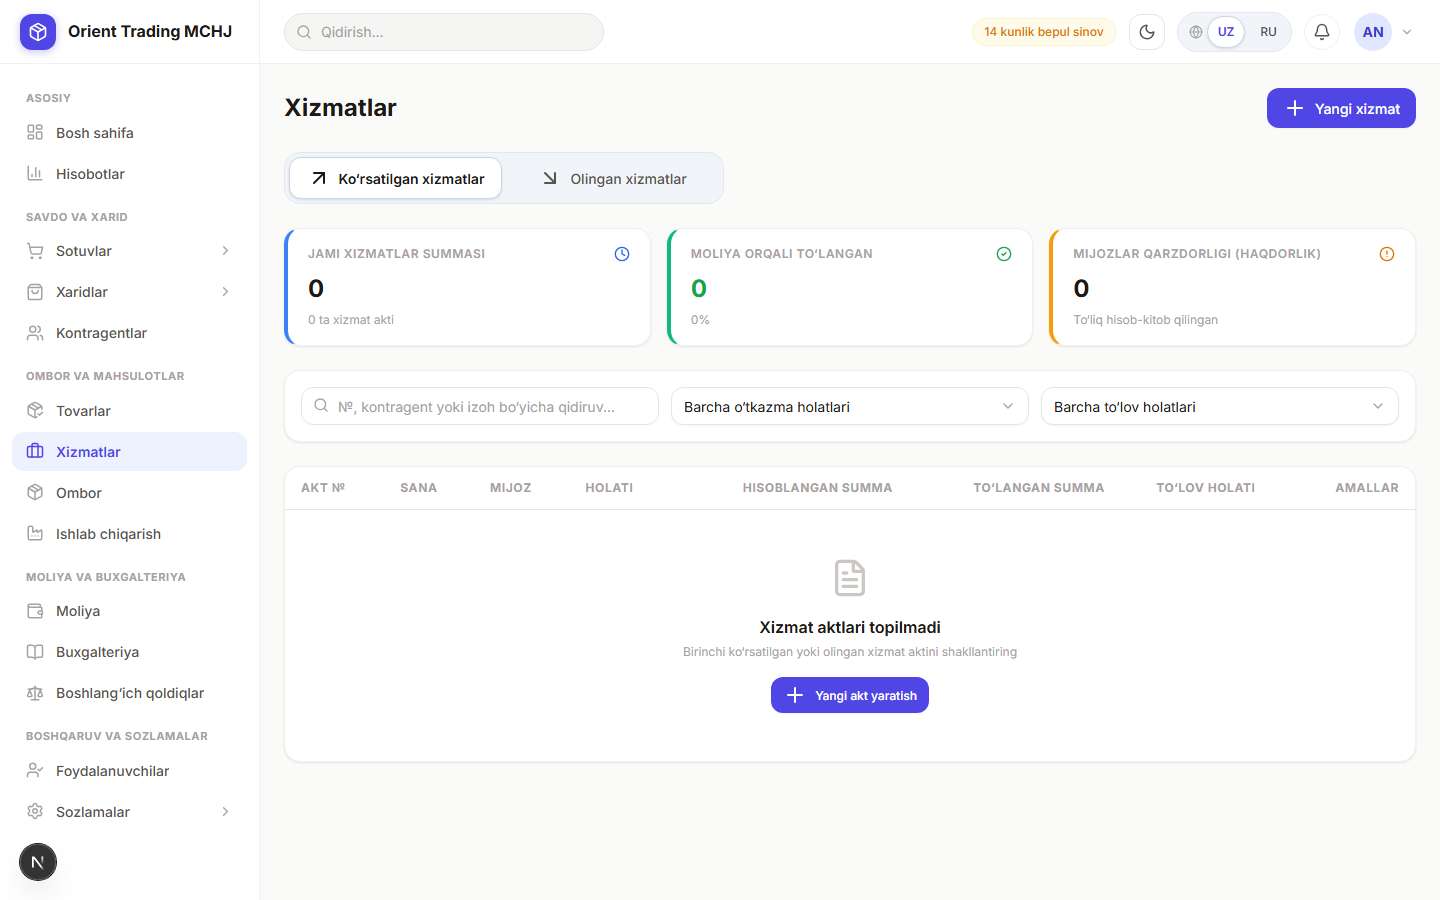 Orient Trading MCHJ
Qidirish...
14 kunlik bepul sinov
UZ
RU
AN
ASOSIY
Bosh sahifa
Hisobotlar
SAVDO VA XARID
Sotuvlar
Xaridlar
Kontragentlar
OMBOR VA MAHSULOTLAR
Tovarlar
Xizmatlar
Ombor
Ishlab chiqarish
MOLIYA VA BUXGALTERIYA
Moliya
Buxgalteriya
Boshlang‘ich qoldiqlar
BOSHQARUV VA SOZLAMALAR
Foydalanuvchilar
Sozlamalar
N
Xizmatlar
Yangi xizmat
Ko‘rsatilgan xizmatlar
Olingan xizmatlar
JAMI XIZMATLAR SUMMASI
0
0 ta xizmat akti
MOLIYA ORQALI TO‘LANGAN
0
0%
MIJOZLAR QARZDORLIGI (HAQDORLIK)
0
To‘liq hisob-kitob qilingan
№, kontragent yoki izoh bo‘yicha qidiruv...
Barcha o‘tkazma holatlari
Barcha to‘lov holatlari
AKT № SANA MIJOZ HOLATI HISOBLANGAN SUMMA TO‘LANGAN SUMMA TO‘LOV HOLATI AMALLAR
Xizmat aktlari topilmadi
Birinchi ko‘rsatilgan yoki olingan xizmat aktini shakllantiring
Yangi akt yaratish